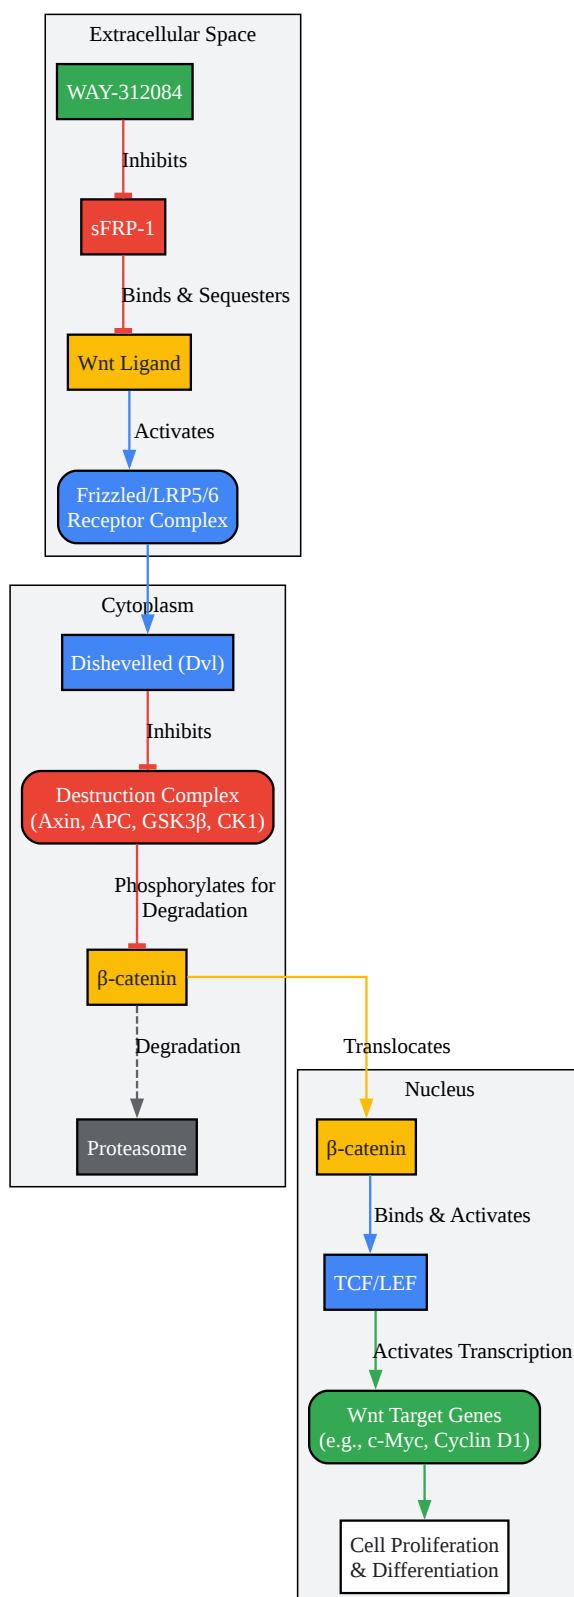 Extracellular Space
WAY-312084
Inhibits
sFRP-1
Binds & Sequesters
Wnt Ligand
Activates
Frizzled/LRP5/6
Receptor Complex
Cytoplasm
Dishevelled (Dvl)
Inhibits
Destruction Complex
(Axin, APC, GSK3β, CK1)
Phosphorylates for
Degradation
β-catenin
Degradation
Translocates
Proteasome
Nucleus
β-catenin
Binds & Activates
TCF/LEF
Activates Transcription
Wnt Target Genes
(e.g., c-Myc, Cyclin D1)
Cell Proliferation
& Differentiation